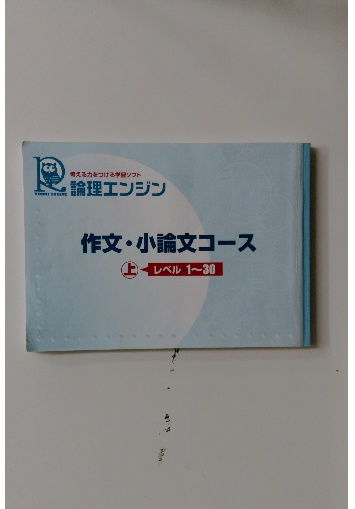 考える力をつける学習ソフト
論理エンジン
作文・小論文コース
上 レベル 1〜30